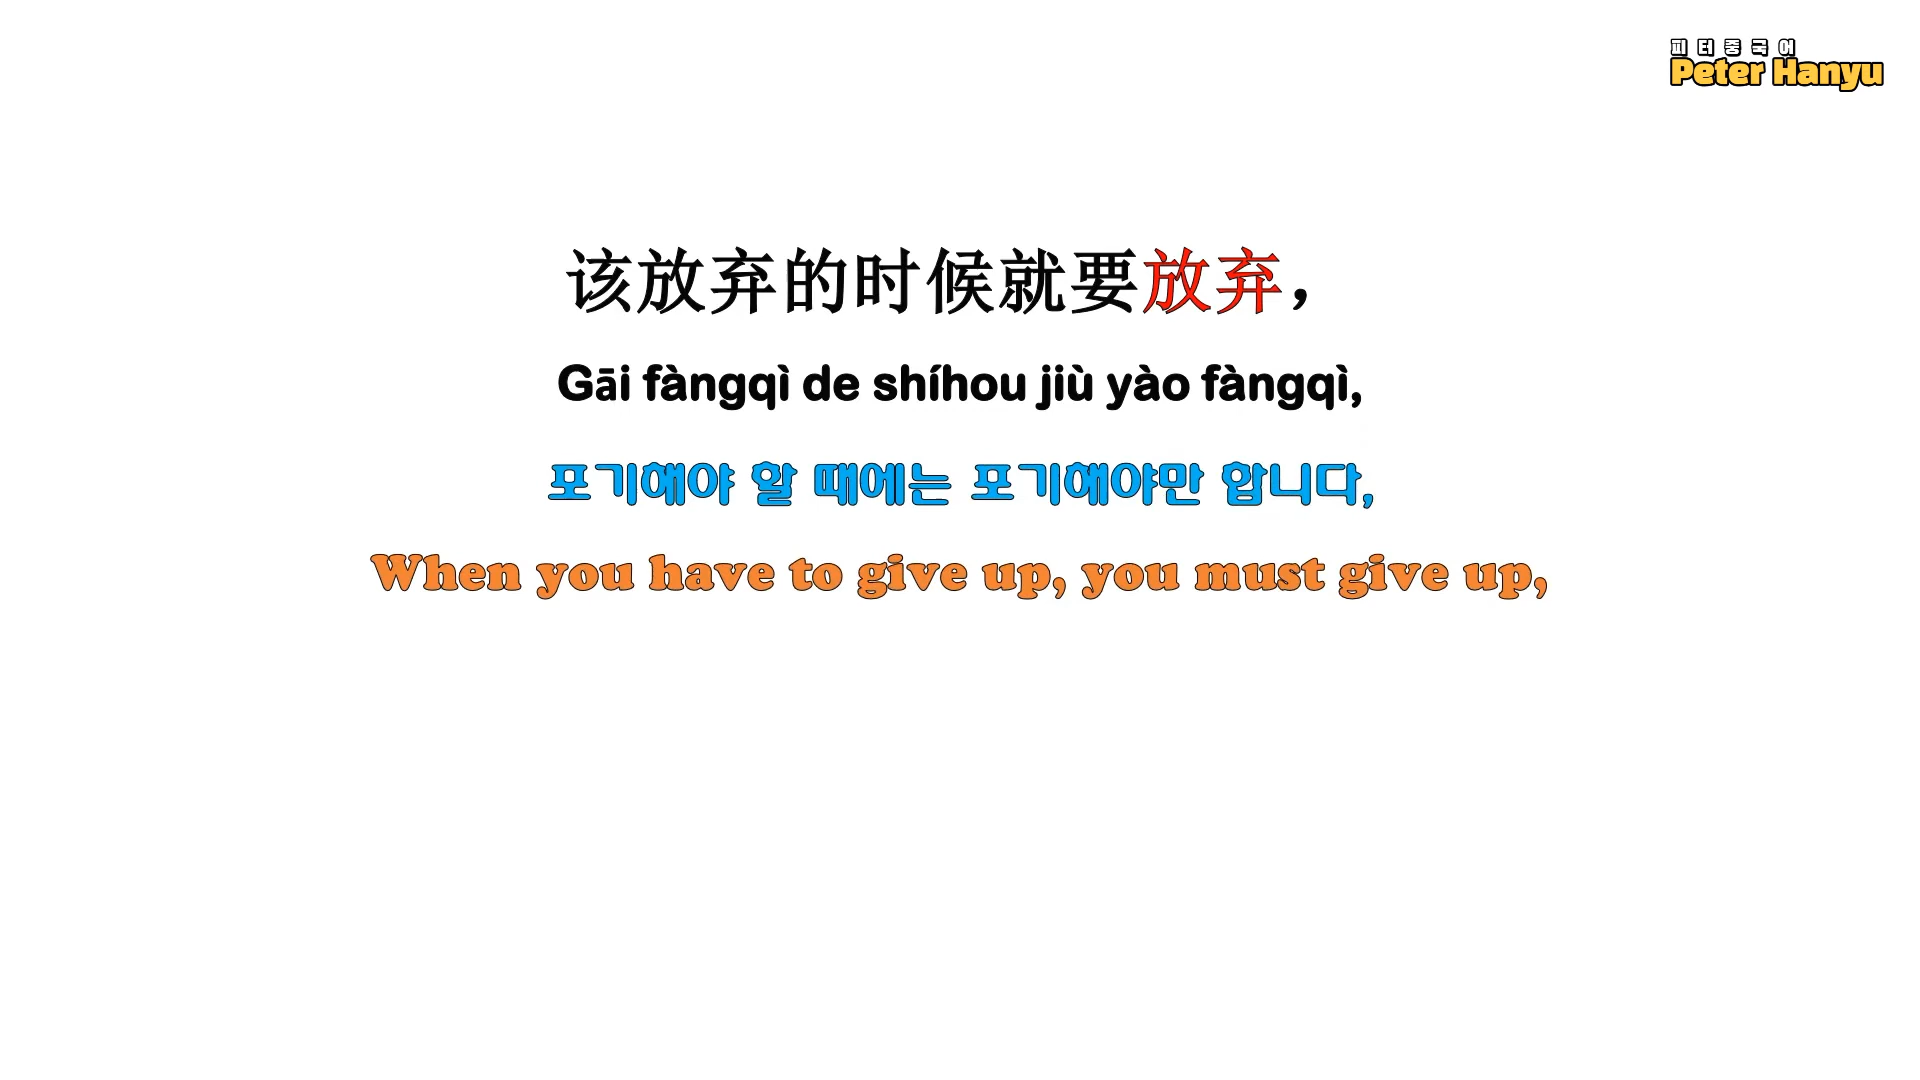 피터중국어
Peter Hanyu
该放弃的时候就要放弃，
Gāi fàngqì de shíhou jiù yào fàngqì,
포기해야 할 때에는 포기해야만 합니다,
When you have to give up, you must give up,